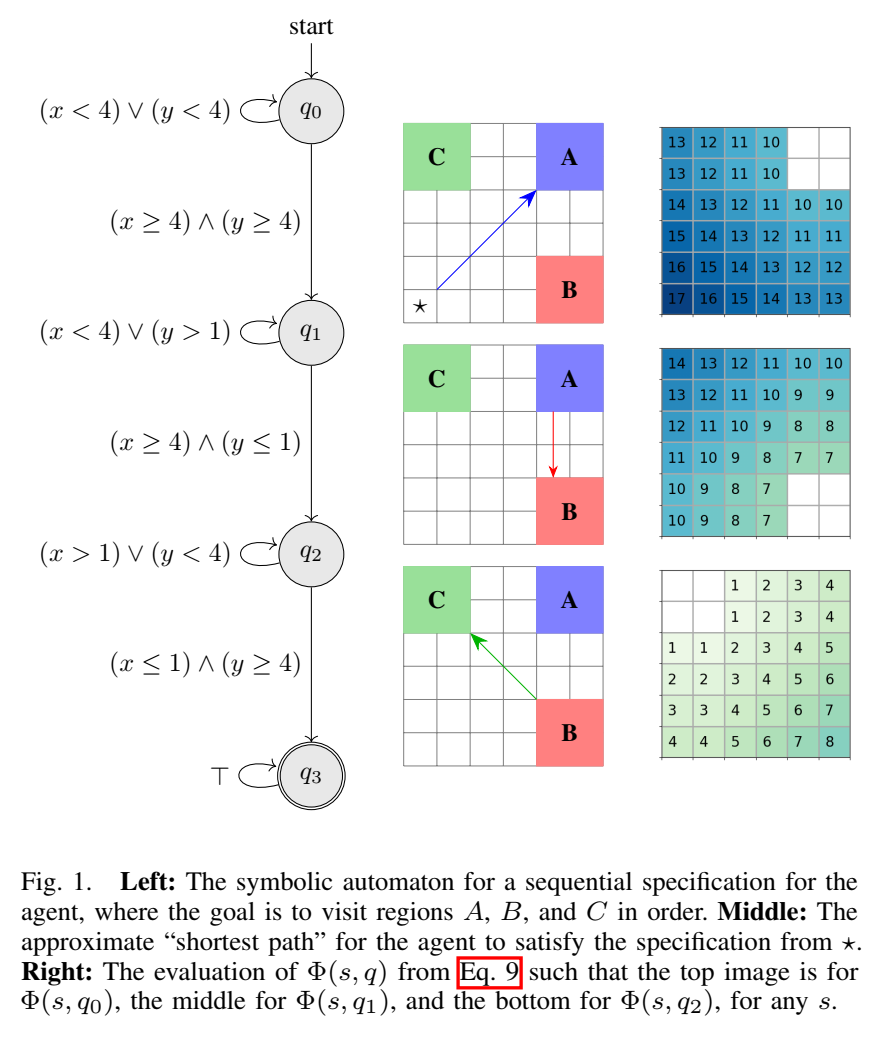 start
(x < 4) ∨ (y < 4)
q₀
(x ≥ 4) ∧ (y ≥ 4)
(x < 4) ∨ (y > 1)
q₁
(x ≥ 4) ∧ (y ≤ 1)
(x > 1) ∨ (y < 4)
q₂
(x ≤ 1) ∧ (y ≥ 4)
⊤
q₃
C A
⋆ B
C A
B
C A
B
13 12 11 10
13 12 11 10
14 13 12 11 10 10
15 14 13 12 11 11
16 15 14 13 12 12
17 16 15 14 13 13
14 13 12 11 10 10
13 12 11 10 9 9
12 11 10 9 8 8
11 10 9 8 7 7
10 9 8 7
10 9 8 7
1 2 3 4
1 2 3 4
1 1 2 3 4 5
2 2 3 4 5 6
3 3 4 5 6 7
4 4 5 6 7 8
Fig. 1. Left: The symbolic automaton for a sequential specification for the
agent, where the goal is to visit regions A, B, and C in order. Middle: The
approximate “shortest path” for the agent to satisfy the specification from ⋆.
Right: The evaluation of Φ(s, q) from Eq. 9 such that the top image is for
Φ(s, q₀), the middle for Φ(s, q₁), and the bottom for Φ(s, q₂), for any s.